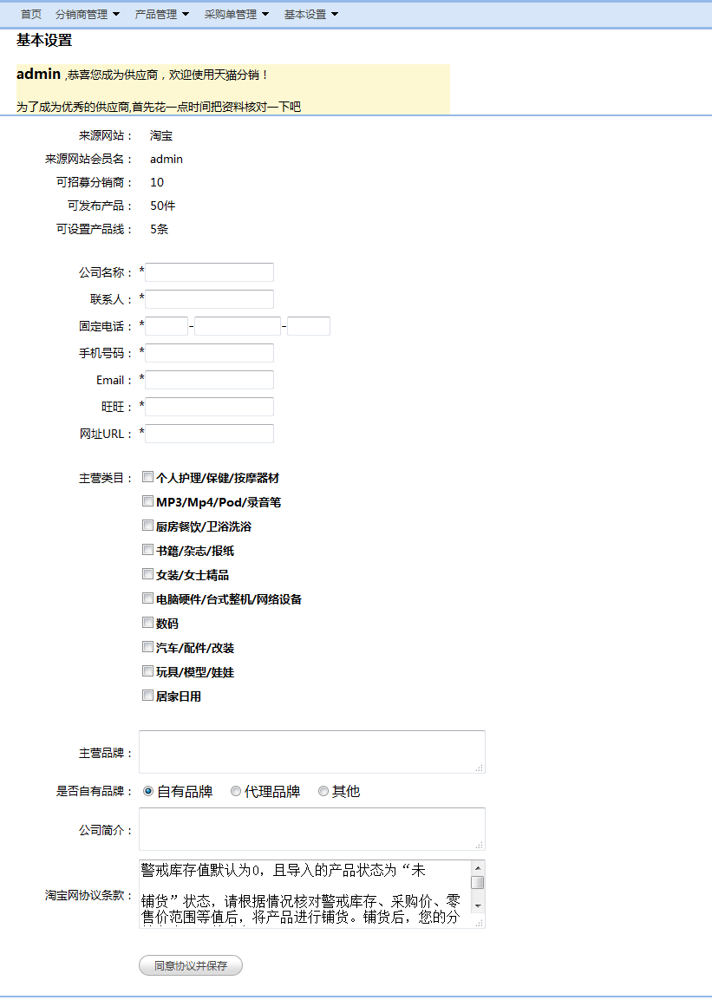 首页 分销商管理 产品管理 采购单管理 基本设置
基本设置
admin ,恭喜您成为供应商，欢迎使用天猫分销！
为了成为优秀的供应商,首先花一点时间把资料核对一下吧
来源网站： 淘宝
来源网站会员名： admin
可招募分销商： 10
可发布产品： 50件
可设置产品线： 5条
公司名称： *
联系人： *
固定电话： * - -
手机号码： *
Email： *
旺旺： *
网址URL： *
主营类目： 个人护理/保健/按摩器材
MP3/Mp4/Pod/录音笔
厨房餐饮/卫浴洗浴
书籍/杂志/报纸
女装/女士精品
电脑硬件/台式整机/网络设备
数码
汽车/配件/改装
玩具/模型/娃娃
居家日用
主营品牌：
是否自有品牌： 自有品牌 代理品牌 其他
公司简介：
淘宝网协议条款： 警戒库存值默认为0，且导入的产品状态为“未
铺货”状态，请根据情况核对警戒库存、采购价、零
售价范围等值后，将产品进行铺货。铺货后，您的分
同意协议并保存